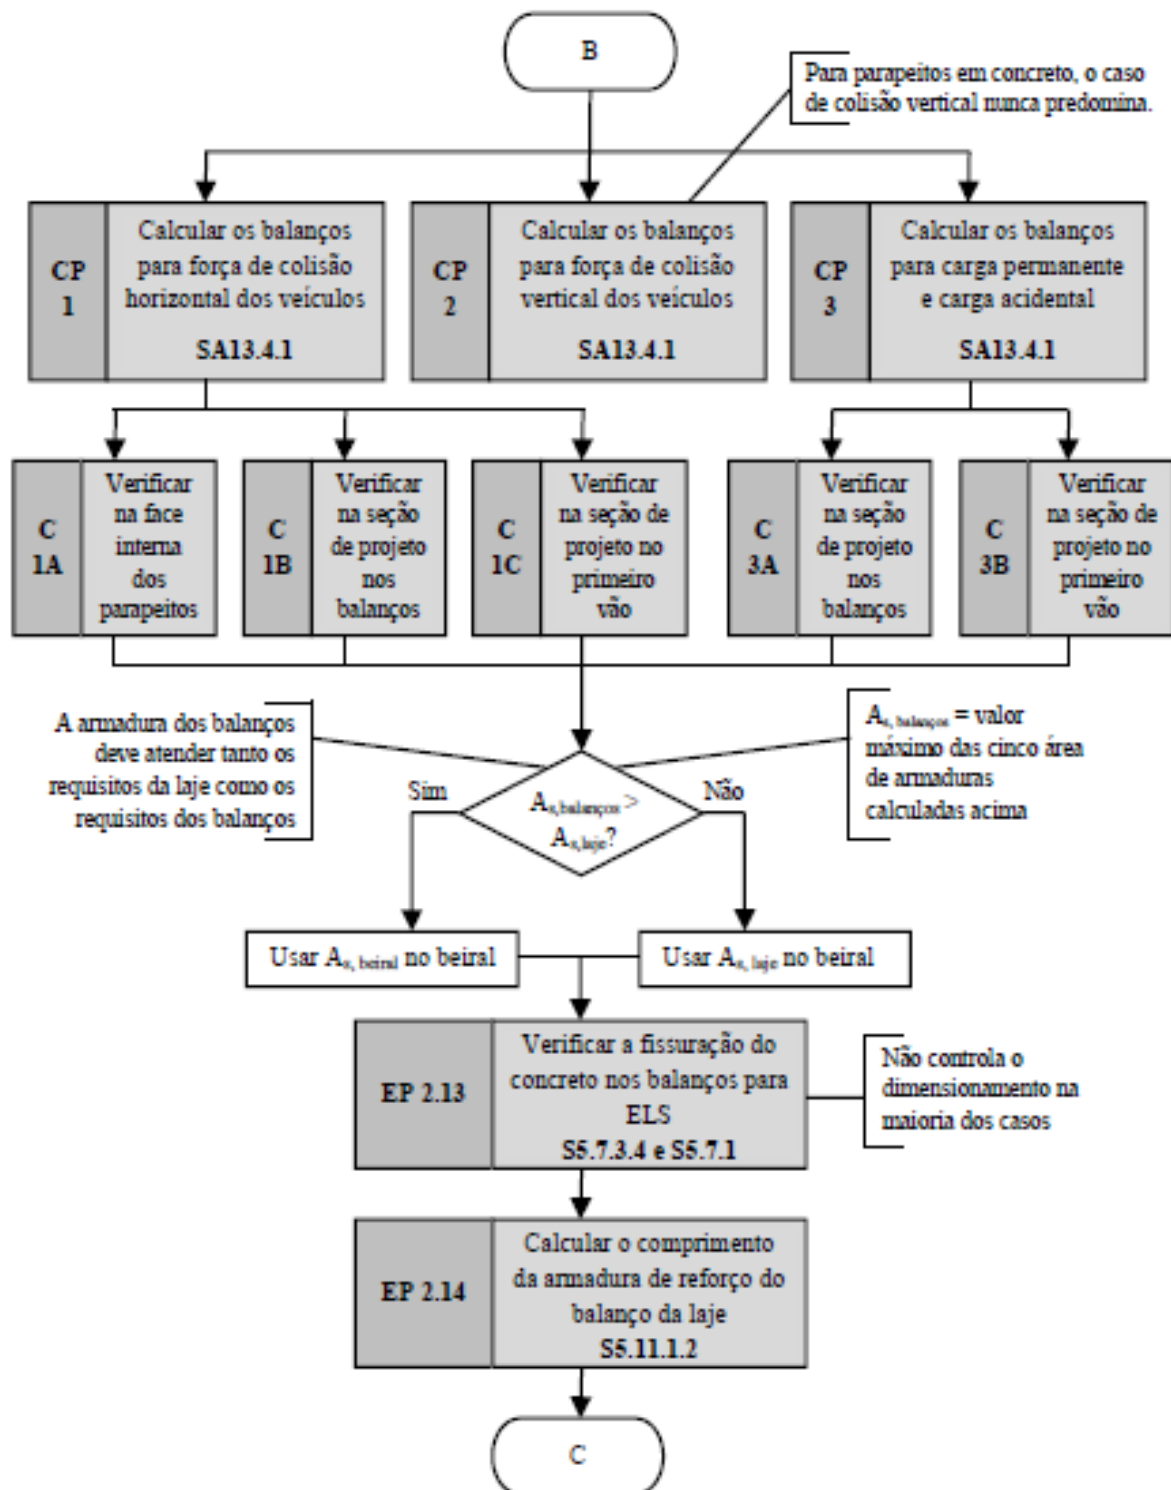 B
Para parapeitos em concreto, o caso
de colisão vertical nunca predomina.
CP
1
Calcular os balanços
para força de colisão
horizontal dos veículos
SA13.4.1
CP
2
Calcular os balanços
para força de colisão
vertical dos veículos
SA13.4.1
CP
3
Calcular os balanços
para carga permanente
e carga acidental
SA13.4.1
C
1A
Verificar
na face
interna
dos
parapeitos
C
1B
Verificar
na seção
de projeto
nos
balanços
C
1C
Verificar
na seção de
projeto no
primeiro
vão
C
3A
Verificar
na seção
de projeto
nos
balanços
C
3B
Verificar
na seção de
projeto no
primeiro
vão
A armadura dos balanços
deve atender tanto os
requisitos da laje como os
requisitos dos balanços
A s, balanços = valor
máximo das cinco área
de armaduras
calculadas acima
Sim
A s,balanços >
A s,laje?
Não
Usar A s, beiral no beiral
Usar A s, laje no beiral
EP 2.13
Verificar a fissuração do
concreto nos balanços para
ELS
S5.7.3.4 e S5.7.1
Não controla o
dimensionamento na
maioria dos casos
EP 2.14
Calcular o comprimento
da armadura de reforço do
balanço da laje
S5.11.1.2
C